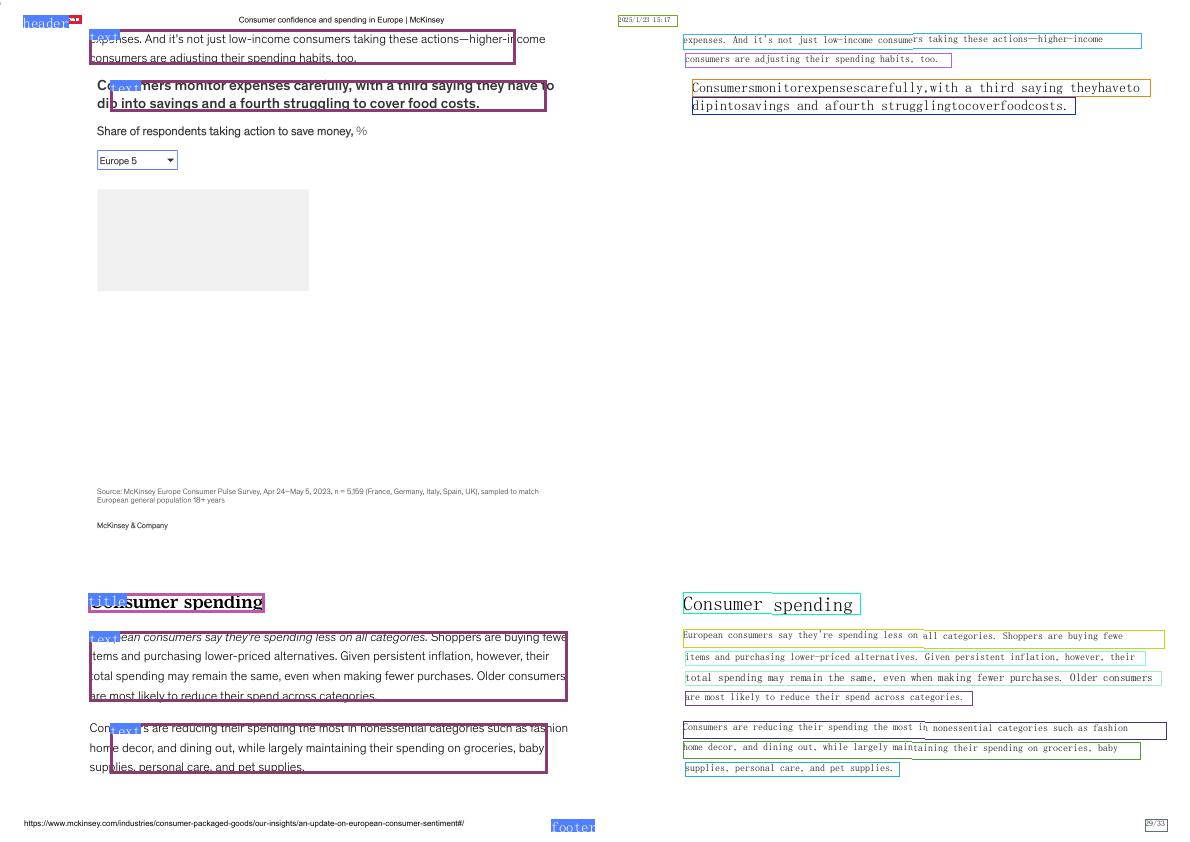 header
Consumer confidence and spending in Europe | McKinsey
text
expenses. And it's not just low-income consumers taking these actions—higher-income
consumers are adjusting their spending habits, too.
text
Consumers monitor expenses carefully, with a third saying they have to
dip into savings and a fourth struggling to cover food costs.
Share of respondents taking action to save money, %
Europe 5
Source: McKinsey Europe Consumer Pulse Survey, Apr 24–May 5, 2023, n = 5,159 (France, Germany, Italy, Spain, UK), sampled to match
European general population 18+ years
McKinsey & Company
title
Consumer spending
text
European consumers say they're spending less on all categories. Shoppers are buying fewe
items and purchasing lower-priced alternatives. Given persistent inflation, however, their
total spending may remain the same, even when making fewer purchases. Older consumers
are most likely to reduce their spend across categories.
text
Consumers are reducing their spending the most in nonessential categories such as fashion
home decor, and dining out, while largely maintaining their spending on groceries, baby
supplies, personal care, and pet supplies.
https://www.mckinsey.com/industries/consumer-packaged-goods/our-insights/an-update-on-european-consumer-sentiment#/
footer
2025/1/23 15:17
expenses. And it's not just low-income consumers taking these actions—higher-income
consumers are adjusting their spending habits, too.
Consumersmonitorexpensescarefully,with a third saying theyhaveto
dipintosavings and afourth strugglingtocoverfoodcosts.
Consumer spending
European consumers say they're spending less on all categories. Shoppers are buying fewe
items and purchasing lower-priced alternatives. Given persistent inflation, however, their
total spending may remain the same, even when making fewer purchases. Older consumers
are most likely to reduce their spend across categories.
Consumers are reducing their spending the most in nonessential categories such as fashion
home decor, and dining out, while largely maintaining their spending on groceries, baby
supplies, personal care, and pet supplies.
29/33